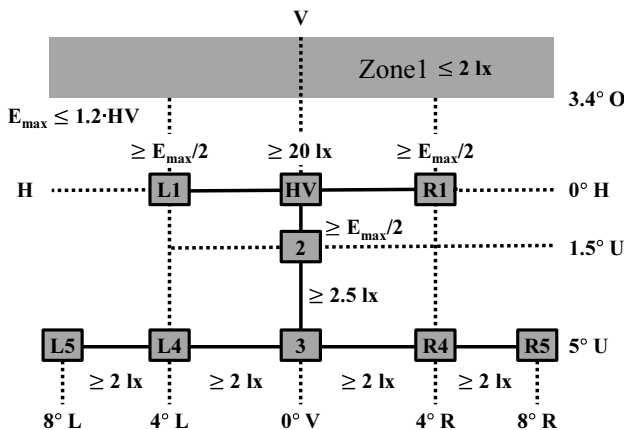 V
Zone1 ≤ 2 lx
3.4° O
E_max ≤ 1.2·HV
≥ E_max/2 ≥ 20 lx ≥ E_max/2
H L1 HV R1 0° H
≥ E_max/2
2 1.5° U
≥ 2.5 lx
L5 L4 3 R4 R5 5° U
≥ 2 lx ≥ 2 lx ≥ 2 lx ≥ 2 lx
8° L 4° L 0° V 4° R 8° R